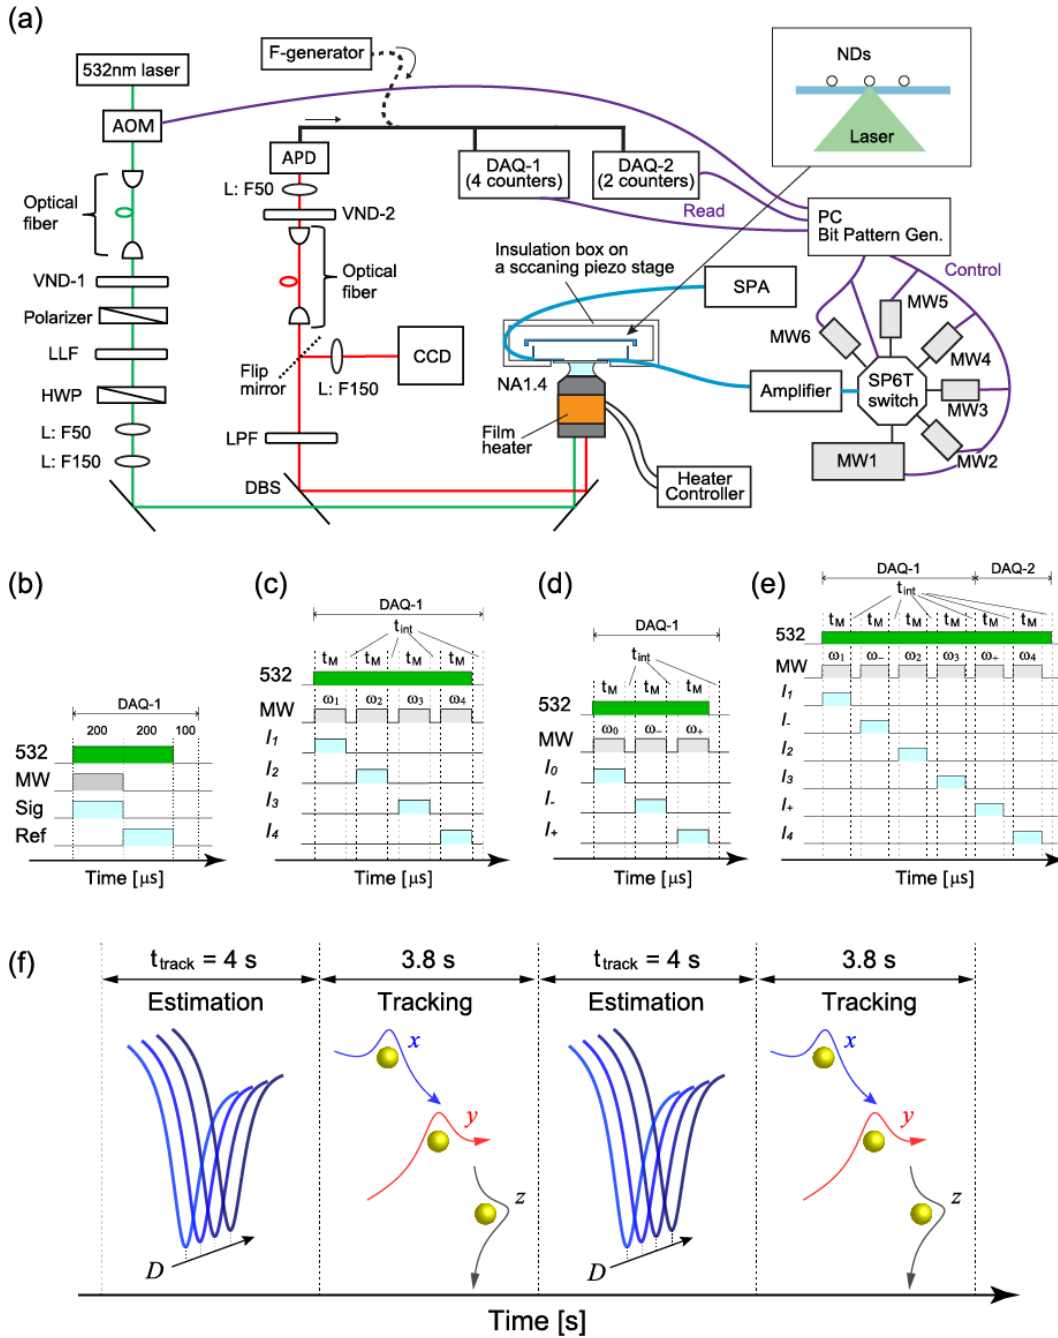 (a)
532nm laser
AOM
Optical
fiber
VND-1
Polarizer
LLF
HWP
L: F50
L: F150
F-generator
APD
L: F50
VND-2
Optical
fiber
Flip
mirror
L: F150
CCD
LPF
DBS
DAQ-1
(4 counters)
DAQ-2
(2 counters)
Read
NDs
Laser
PC
Bit Pattern Gen.
Control
Insulation box on
a sccaning piezo stage
SPA
NA1.4
Film
heater
Heater
Controller
Amplifier
SP6T
switch
MW6
MW5
MW4
MW3
MW2
MW1
(b)
DAQ-1
200 200 100
532
MW
Sig
Ref
Time [μs]
(c)
DAQ-1
t_int
t_M t_M t_M t_M
532
MW ω₁ ω₂ ω₃ ω₄
I₁
I₂
I₃
I₄
Time [μs]
(d)
DAQ-1
t_int
t_M t_M t_M
532
MW ω₀ ω₋ ω₊
I₀
I₋
I₊
Time [μs]
(e)
DAQ-1 DAQ-2
t_int
t_M t_M t_M t_M t_M t_M
532
MW ω₁ ω₋ ω₂ ω₃ ω₊ ω₄
I₁
I₋
I₂
I₃
I₊
I₄
Time [μs]
(f)
t_track = 4 s 3.8 s t_track = 4 s 3.8 s
Estimation Tracking Estimation Tracking
x x
y y
z z
D D
Time [s]